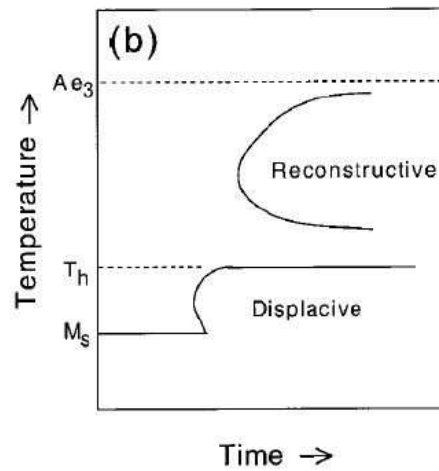 (b)
Ae₃
Reconstructive
Temperature →
Tₕ
Displacive
Mₛ
Time →